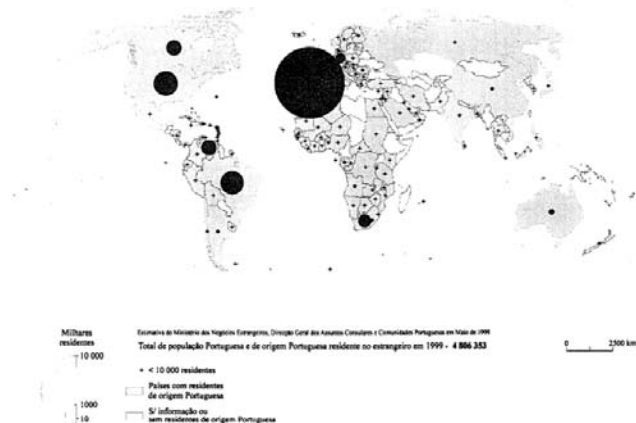 Milhares
residentes
10 000
1000
10
Estimativa do Ministério dos Negócios Estrangeiros, Direcção Geral dos Assuntos Consulares e Comunidades Portuguesas em Maio de 1999
Total de população Portuguesa e de origem Portuguesa residente no estrangeiro em 1999 - 4 806 353
< 10 000 residentes
Países com residentes
de origem Portuguesa
S/ informação ou
sem residentes de origem Portuguesa
0 2500 km